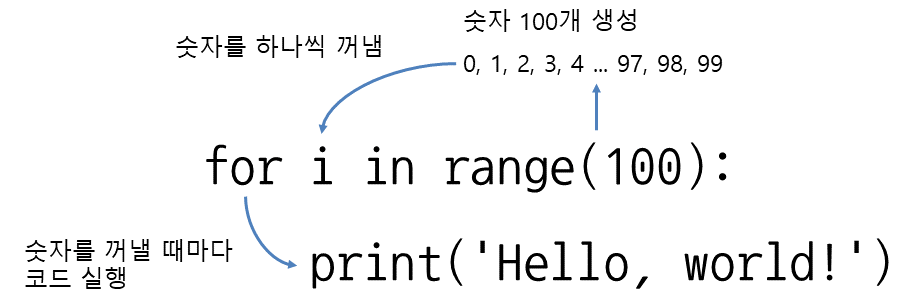 숫자 100개 생성
숫자를 하나씩 꺼냄
0, 1, 2, 3, 4 ... 97, 98, 99
for i in range(100):
숫자를 꺼낼 때마다
코드 실행
print('Hello, world!')